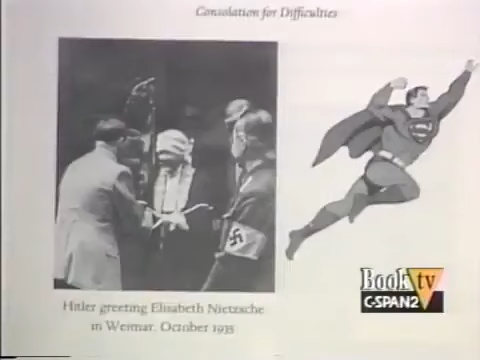 Consolation for Difficulties
Hitler greeting Elisabeth Nietzsche
in Weimar, October 1935
Book tv
C-SPAN2